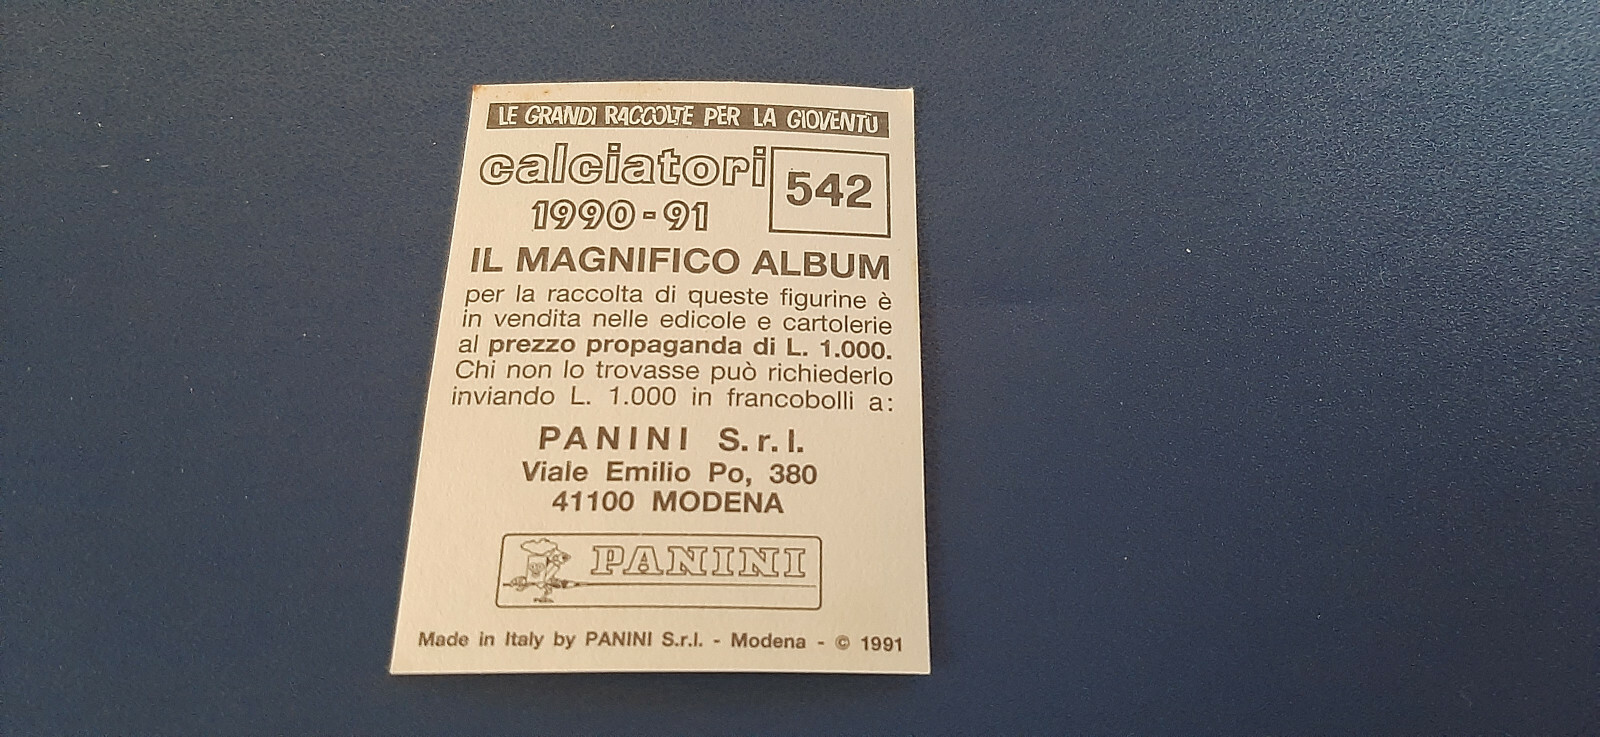 LE GRANDI RACCOLTE PER LA GIOVENTÙ
calciatori
1990-91
542
IL MAGNIFICO ALBUM
per la raccolta di queste figurine è
in vendita nelle edicole e cartolerie
al prezzo propaganda di L. 1.000.
Chi non lo trovasse può richiederlo
inviando L. 1.000 in francobolli a:
PANINI S.r.l.
Viale Emilio Po, 380
41100 MODENA
PANINI
Made in Italy by PANINI S.r.l. - Modena - © 1991